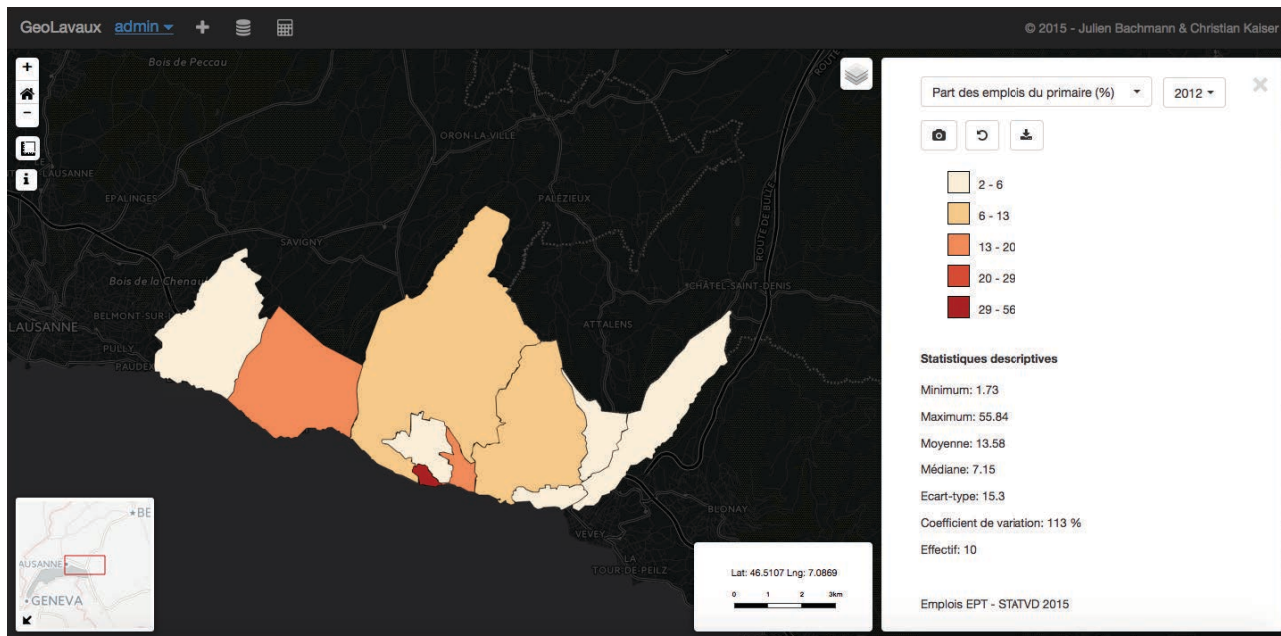 GeoLavaux admin
© 2015 - Julien Bachmann & Christian Kaiser
Bois de Peccau
ORON-LA-VILLE
LAUSANNE
EPALINGES
PALÉZIEUX
ROUTE DE BULLE
SAVIGNY
Bois de la Chenau
CHÂTEL-SAINT-DENIS
BELMONT-SUR-
LAUSANNE
ATTALENS
PULLY
PAUDEX
BLONAY
VEVEY
LA
TOUR-DE-PEILZ
BE
AUSANNE
GENEVA
Lat: 46.5107 Lng: 7.0869
0 1 2 3km
Part des emplois du primaire (%)
2012
2 - 6
6 - 13
13 - 20
20 - 29
29 - 56
Statistiques descriptives
Minimum: 1.73
Maximum: 55.84
Moyenne: 13.58
Médiane: 7.15
Ecart-type: 15.3
Coefficient de variation: 113 %
Effectif: 10
Emplois EPT - STATVD 2015